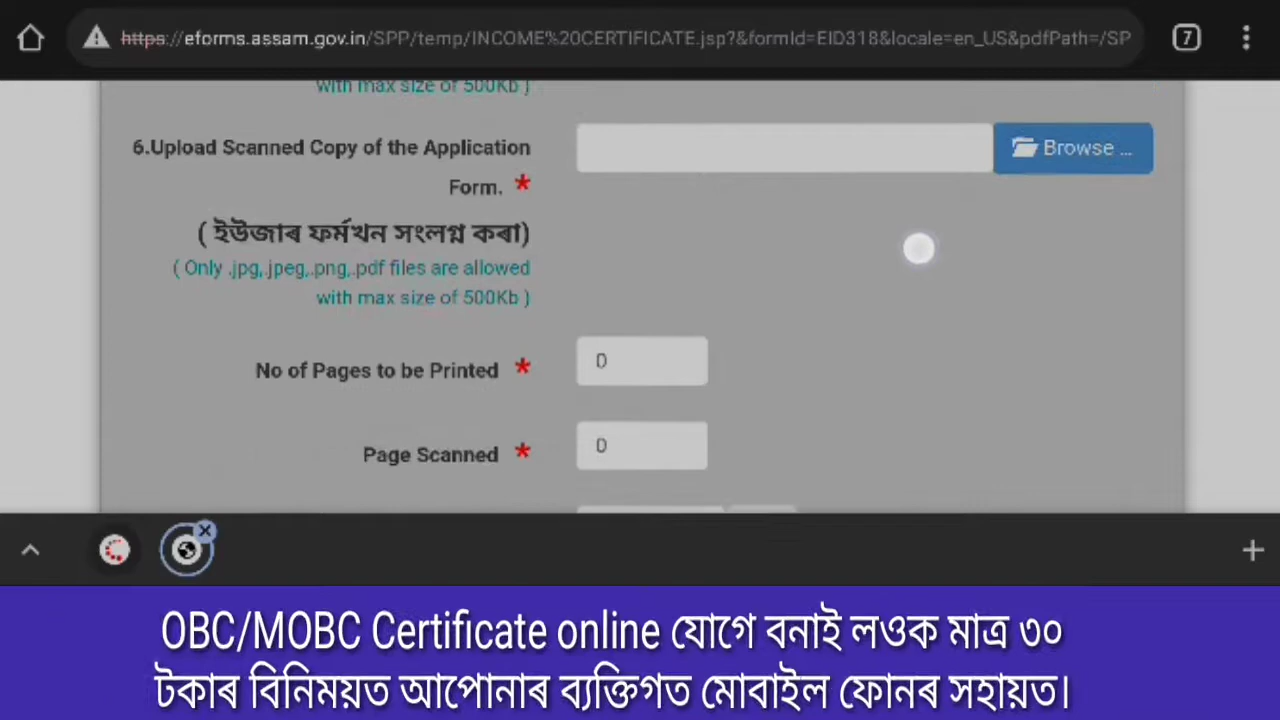 https://eforms.assam.gov.in/SPP/temp/INCOME%20CERTIFICATE.jsp?&formId=EID318&locale=en_US&pdfPath=/SP
7
with max size of 500Kb )
6.Upload Scanned Copy of the Application
Browse ...
Form. *
( ইউজাৰ ফৰ্মখন সংলগ্ন কৰা)
( Only .jpg,.jpeg,.png,.pdf files are allowed
with max size of 500Kb )
No of Pages to be Printed * 0
Page Scanned * 0
OBC/MOBC Certificate online যোগে বনাই লওক মাত্ৰ ৩০
টকাৰ বিনিময়ত আপোনাৰ ব্যক্তিগত মোবাইল ফোনৰ সহায়ত।